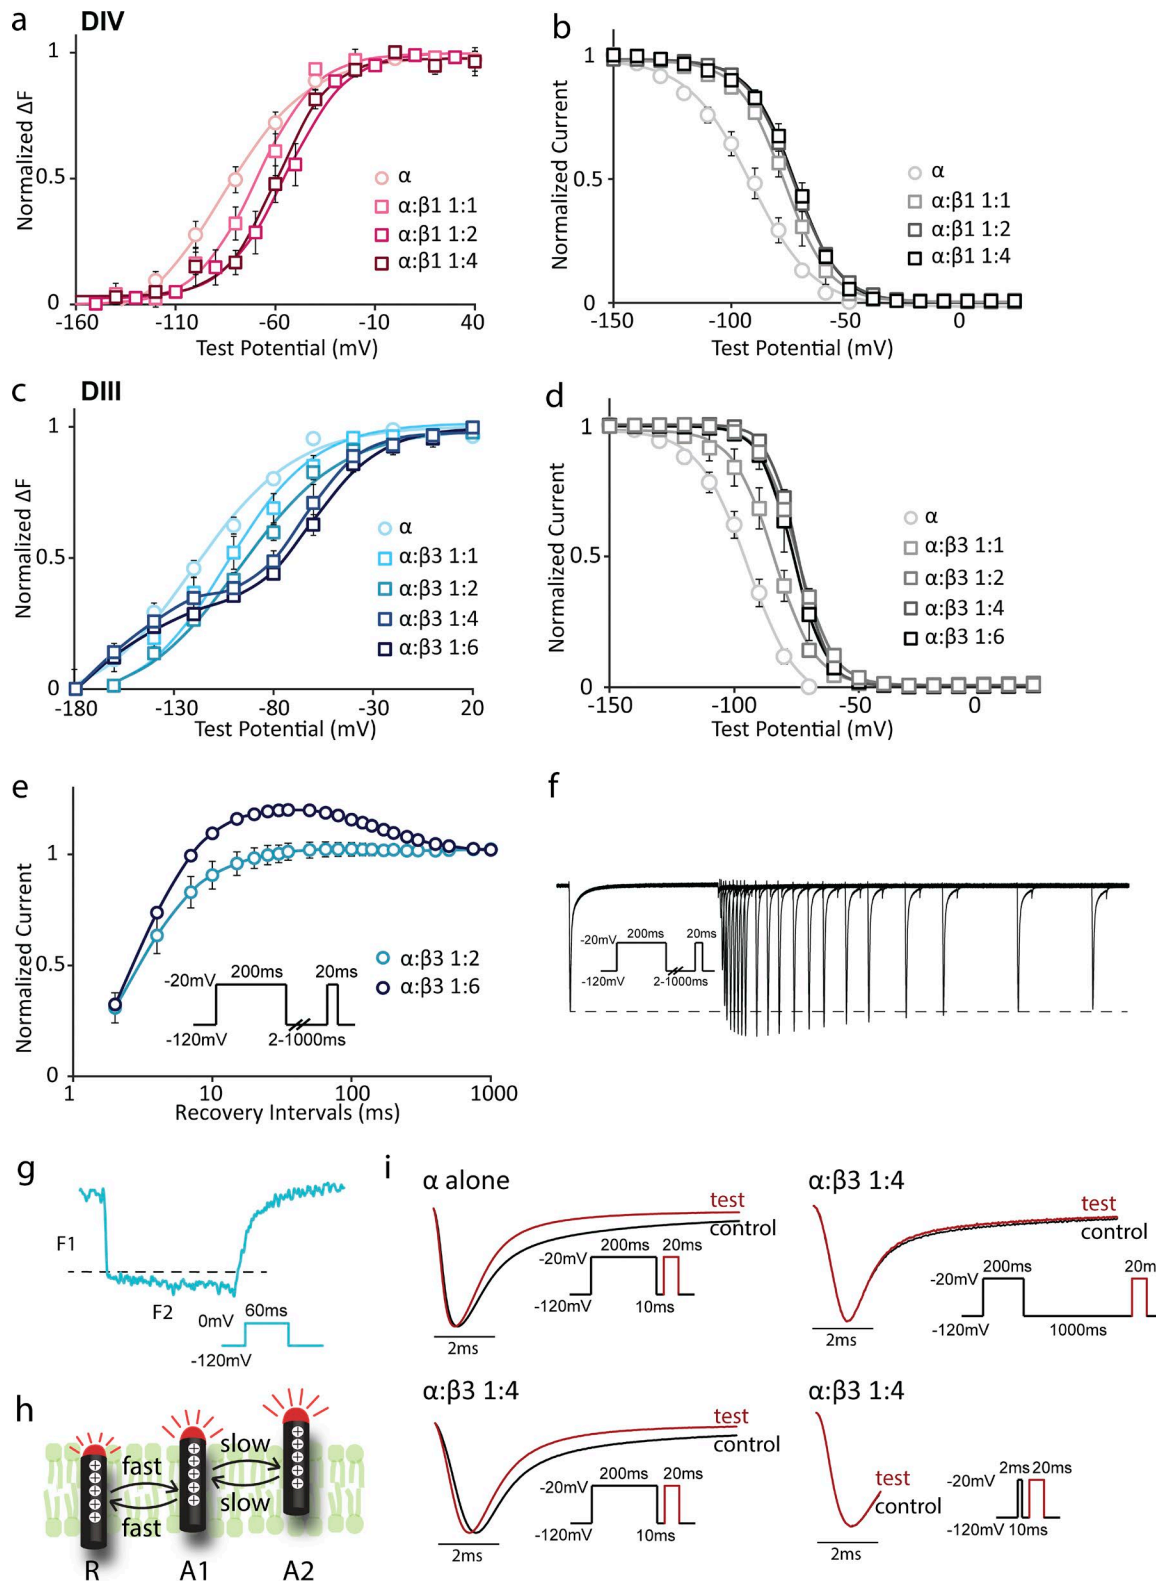 a DIV
1
0.5
0
Normalized ΔF
-160 -110 -60 -10 40
Test Potential (mV)
α
α:β1 1:1
α:β1 1:2
α:β1 1:4
b
1
0.5
0
Normalized Current
-150 -100 -50 0
Test Potential (mV)
α
α:β1 1:1
α:β1 1:2
α:β1 1:4
c DIII
1
0.5
0
Normalized ΔF
-180 -130 -80 -30 20
Test Potential (mV)
α
α:β3 1:1
α:β3 1:2
α:β3 1:4
α:β3 1:6
d
1
0.5
0
Normalized Current
-150 -100 -50 0
Test Potential (mV)
α
α:β3 1:1
α:β3 1:2
α:β3 1:4
α:β3 1:6
e
1
0.5
0
Normalized Current
1 10 100 1000
Recovery Intervals (ms)
α:β3 1:2
α:β3 1:6
200ms 20ms
-20mV
-120mV 2-1000ms
f
200ms 20ms
-20mV
-120mV 2-1000ms
g
F1
F2
0mV 60ms
-120mV
h
fast slow
fast slow
R A1 A2
i
α alone
test
control
200ms 20ms
-20mV
-120mV 10ms
2ms
α:β3 1:4
test
control
200ms 20m
-20mV
-120mV 1000ms
2ms
α:β3 1:4
test
control
200ms 20ms
-20mV
-120mV 10ms
2ms
α:β3 1:4
test
control
2ms 20ms
-20mV
-120mV 10ms
2ms